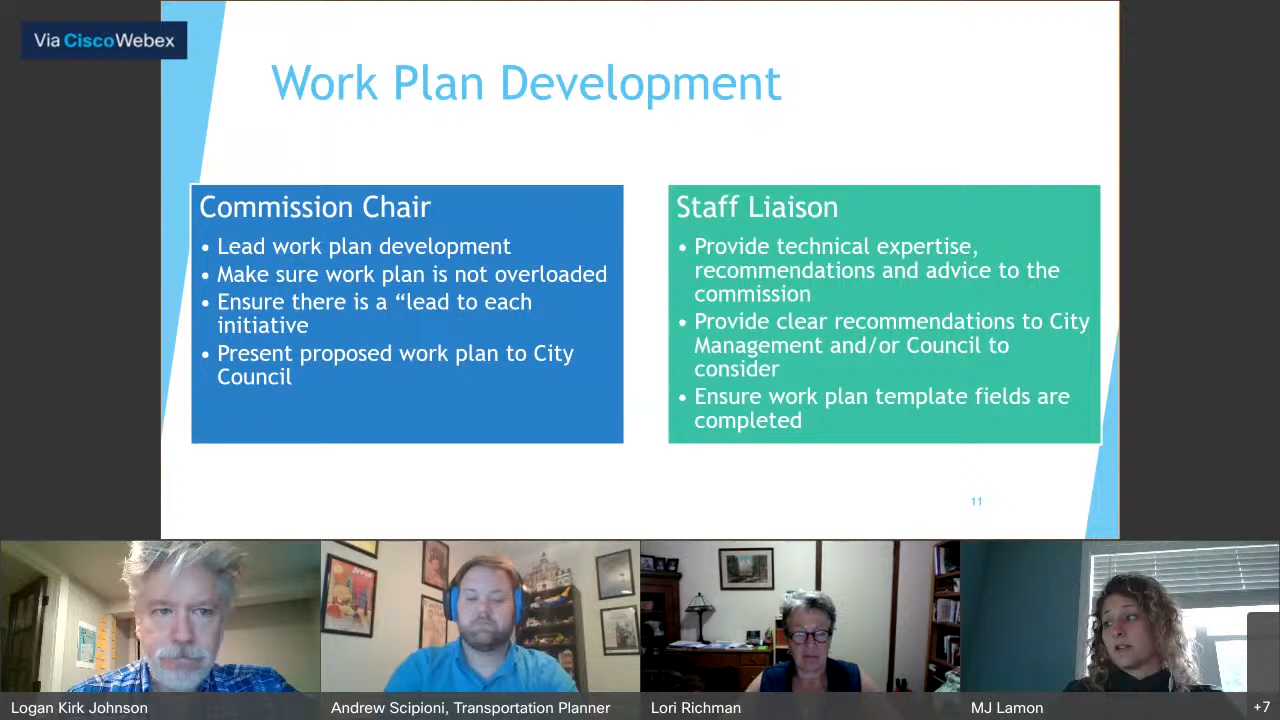 Via Cisco Webex
Work Plan Development
Commission Chair
• Lead work plan development
• Make sure work plan is not overloaded
• Ensure there is a “lead to each
initiative
• Present proposed work plan to City
Council
Staff Liaison
• Provide technical expertise,
recommendations and advice to the
commission
• Provide clear recommendations to City
Management and/or Council to
consider
• Ensure work plan template fields are
completed
11
Logan Kirk Johnson
Andrew Scipioni, Transportation Planner
Lori Richman
MJ Lamon
+7